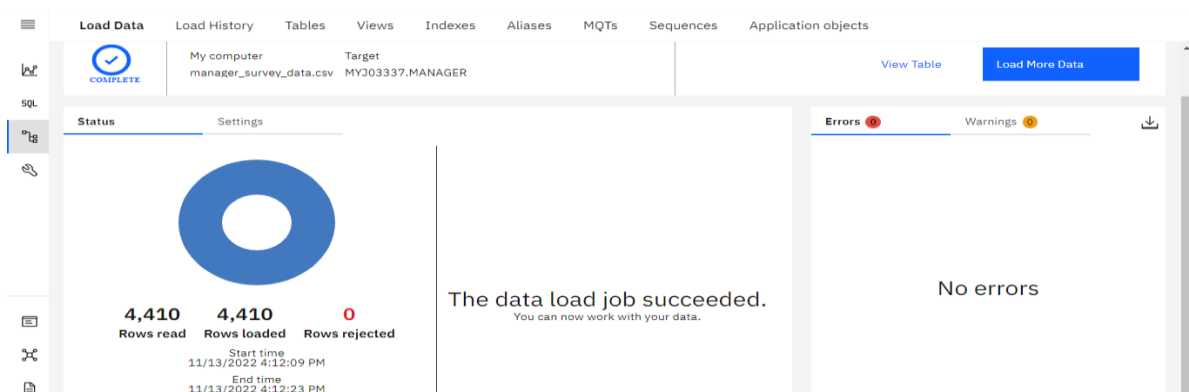 Load Data Load History Tables Views Indexes Aliases MQTs Sequences Application objects
COMPLETE
My computer Target
manager_survey_data.csv MYJ03337.MANAGER
View Table Load More Data
SQL
Status Settings
Errors 0 Warnings 0
4,410 4,410 0
Rows read Rows loaded Rows rejected
Start time
11/13/2022 4:12:09 PM
End time
11/13/2022 4:12:23 PM
The data load job succeeded.
You can now work with your data.
No errors